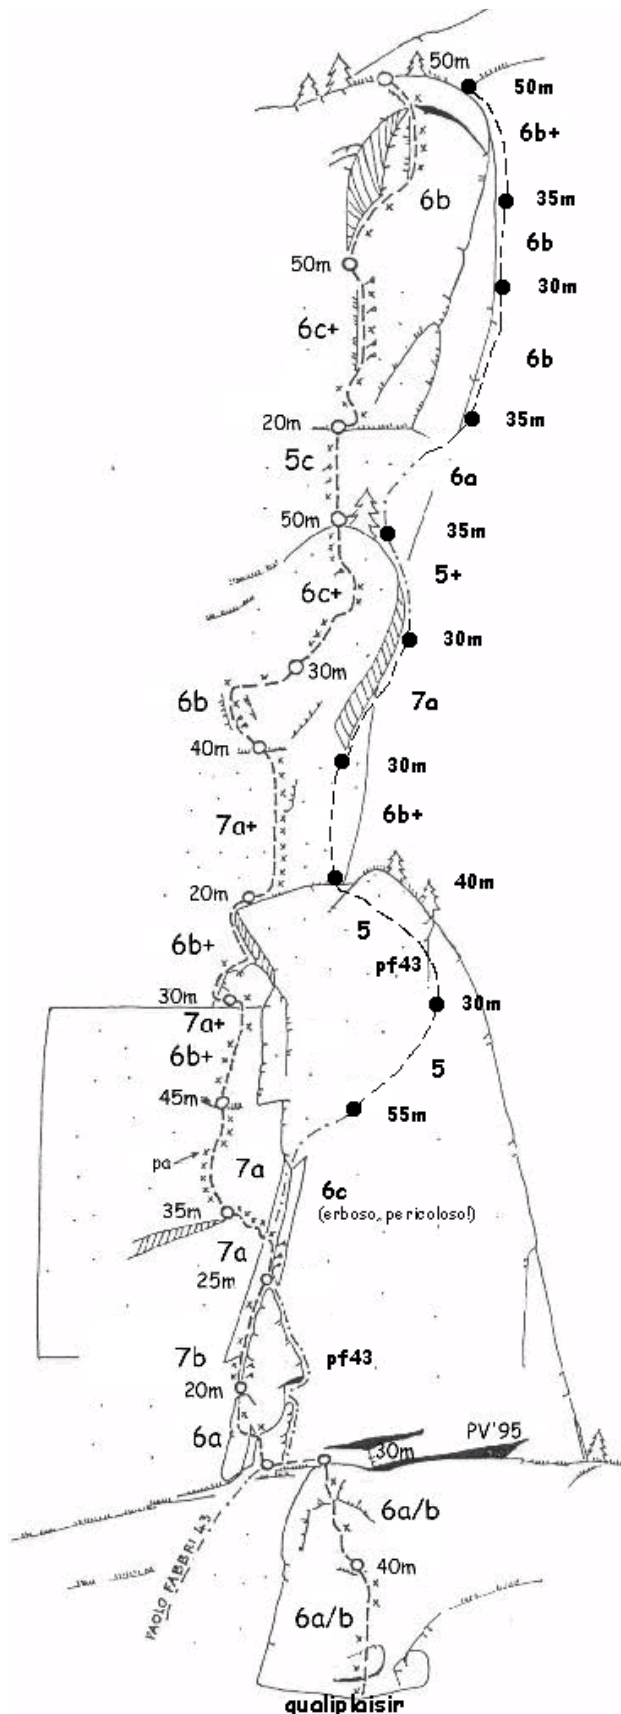 50m
50m
6b+
6b
35m
6b
50m
30m
6c+
6b
20m
35m
5c
6a
50m
35m
5+
6c+
30m
30m
6b
7a
40m
30m
7a+
6b+
20m
40m
5
6b+
pf43
30m
30m
7a+
6b+
5
45m
55m
pa
7a
6c
(erboso, pericoloso!)
35m
7a
25m
7b
pf43
20m
6a
PV'95
30m
6a/b
PAOLO FABBRI 43
40m
6a/b
qualiplaisir